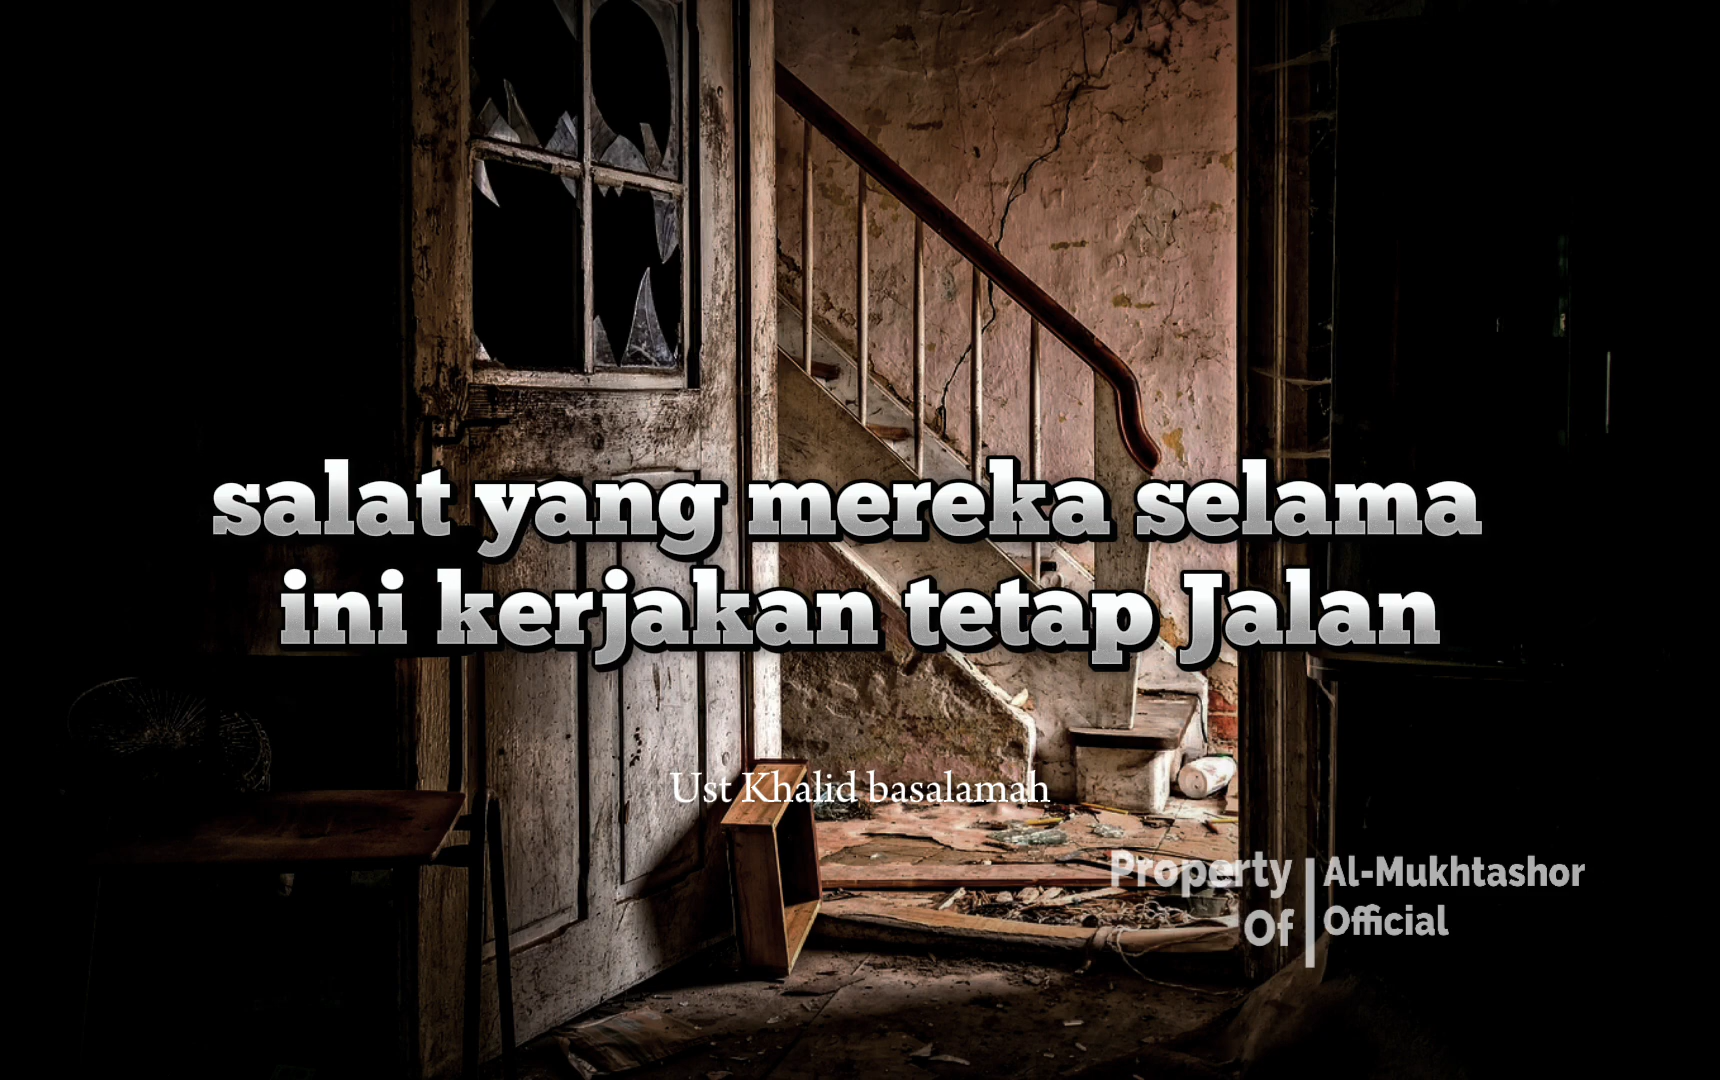 salat yang mereka selama
ini kerjakan tetap Jalan
Ust Khalid basalamah
Property Of
Al-Mukhtashor Official